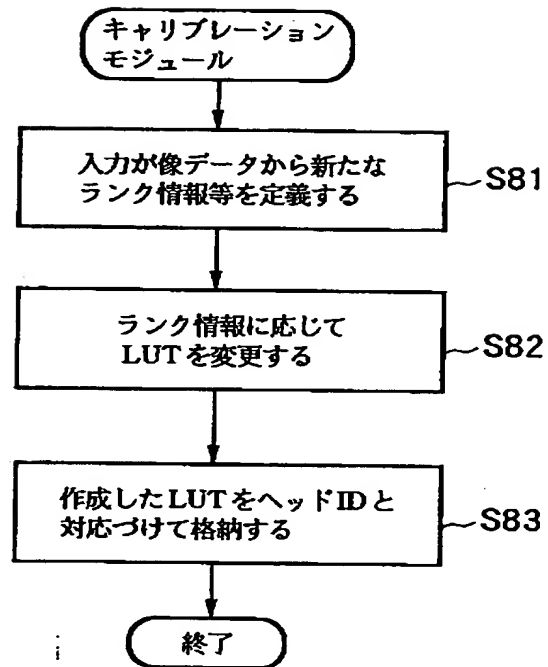 キャリブレーション
モジュール
入力が像データから新たな
ランク情報等を定義する
S81
ランク情報に応じて
LUTを変更する
S82
作成したLUTをヘッドIDと
対応づけて格納する
S83
終了